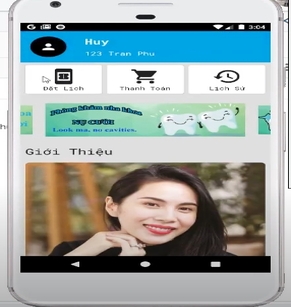 3:04
Huy
123 Tran Phu
Đặt Lịch
Thanh Toán
Lịch Sử
phòng khám nha khoa
NỤ CƯỜI
Look ma, no cavities.
Giới Thiệu